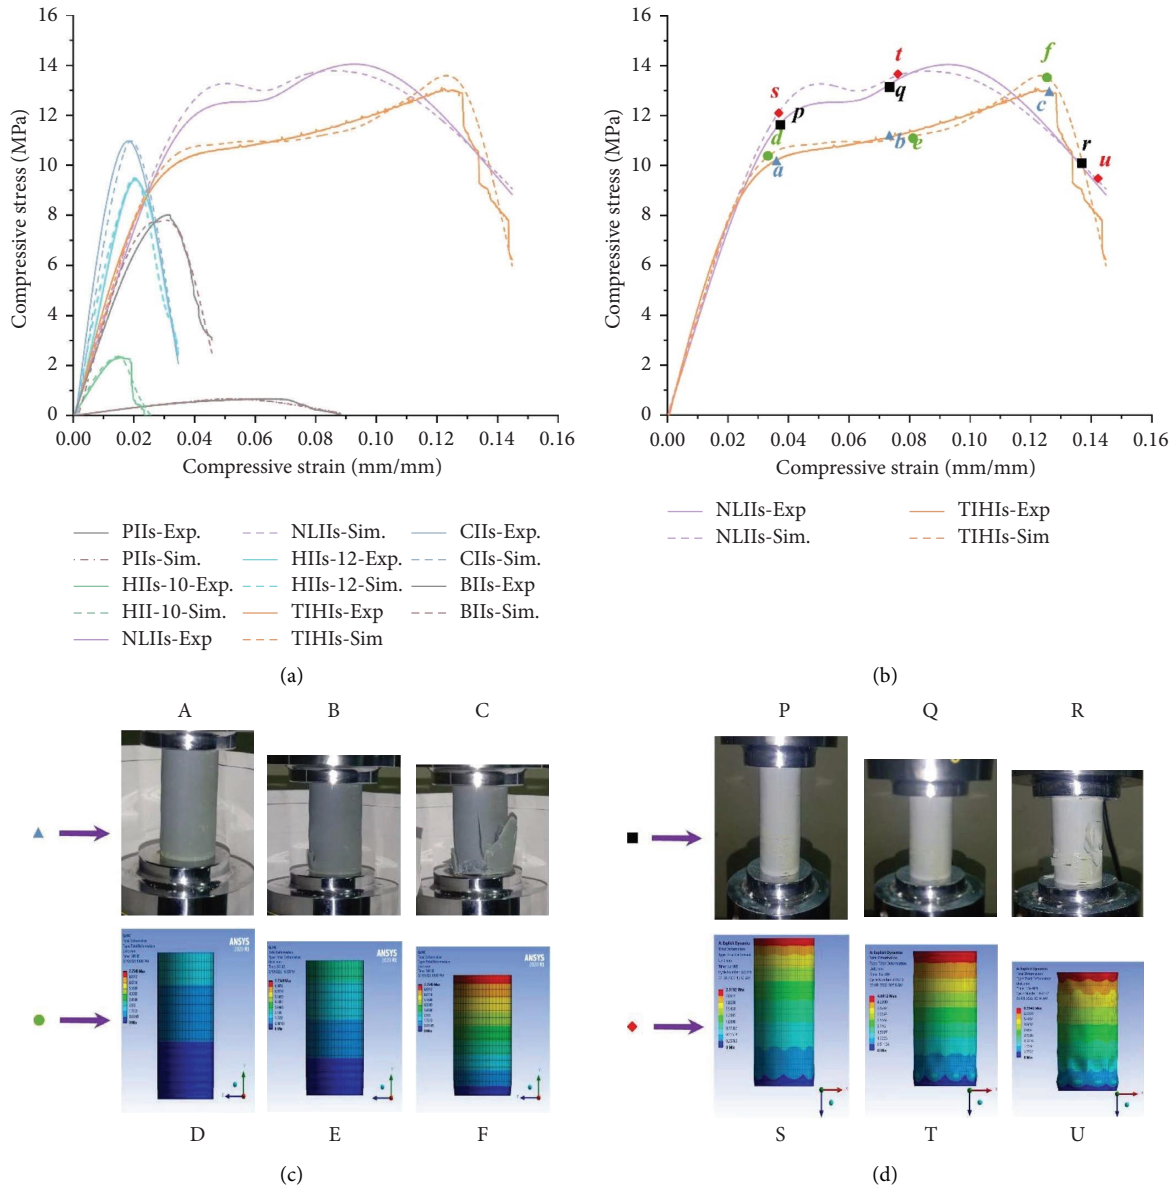 16
14
12
10
8
6
4
2
0
Compressive stress (MPa)
0.00 0.02 0.04 0.06 0.08 0.10 0.12 0.14 0.16
Compressive strain (mm/mm)
PIIs-Exp.
PIIs-Sim.
HIIs-10-Exp.
HII-10-Sim.
NLIIs-Exp
NLIIs-Sim.
HIIs-12-Exp.
HIIs-12-Sim.
TIHIs-Exp
TIHIs-Sim
CIIs-Exp.
CIIs-Sim.
BIIs-Exp
BIIs-Sim.
(a)
16
14
12
10
8
6
4
2
0
Compressive stress (MPa)
s
p
d
a
t
q
b
e
f
c
r
u
0.00 0.02 0.04 0.06 0.08 0.10 0.12 0.14 0.16
Compressive strain (mm/mm)
NLIIs-Exp
NLIIs-Sim.
TIHIs-Exp
TIHIs-Sim
(b)
A B C
ANSYS
ANSYS
ANSYS
D E F
(c)
P Q R
S T U
(d)